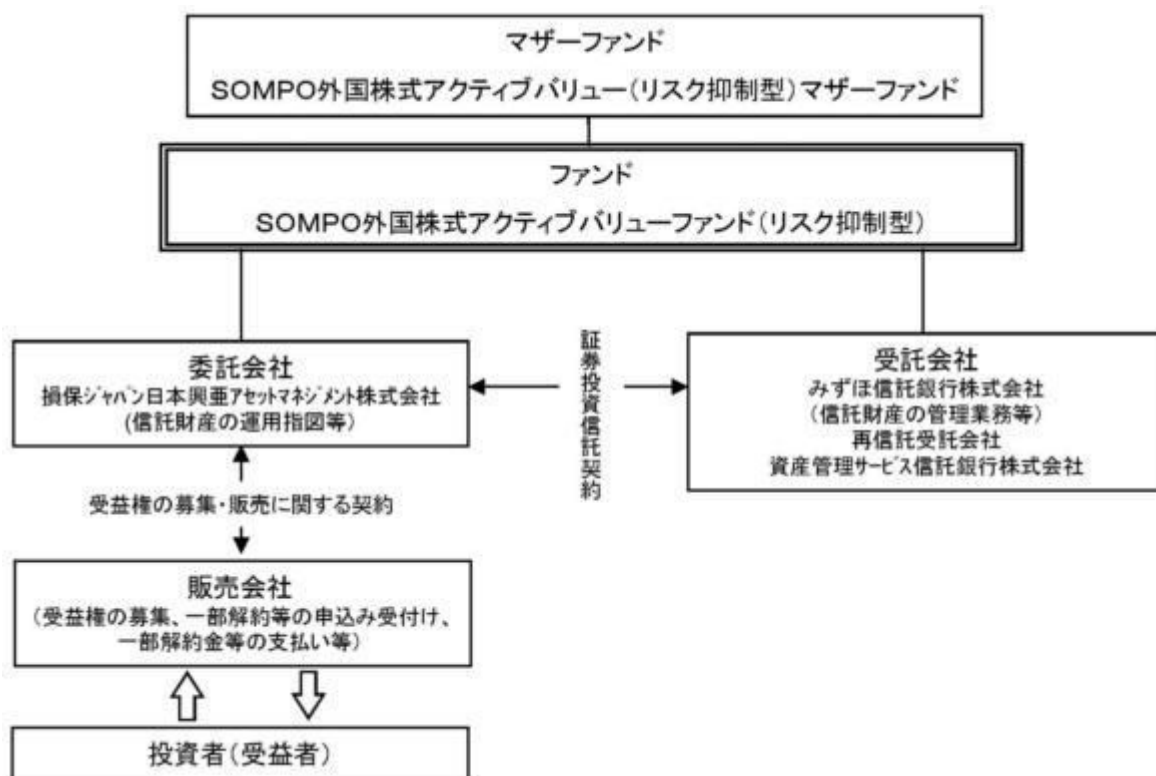 マザーファンド
SOMPO外国株式アクティブバリュー(リスク抑制型)マザーファンド
ファンド
SOMPO外国株式アクティブバリューファンド(リスク抑制型)
委託会社
損保ジャパン日本興亜アセットマネジメント株式会社
(信託財産の運用指図等)
証券投資信託契約
受託会社
みずほ信託銀行株式会社
(信託財産の管理業務等)
再信託受託会社
資産管理サービス信託銀行株式会社
受益権の募集・販売に関する契約
販売会社
(受益権の募集、一部解約等の申込み受付け、
一部解約金等の支払い等)
投資者(受益者)